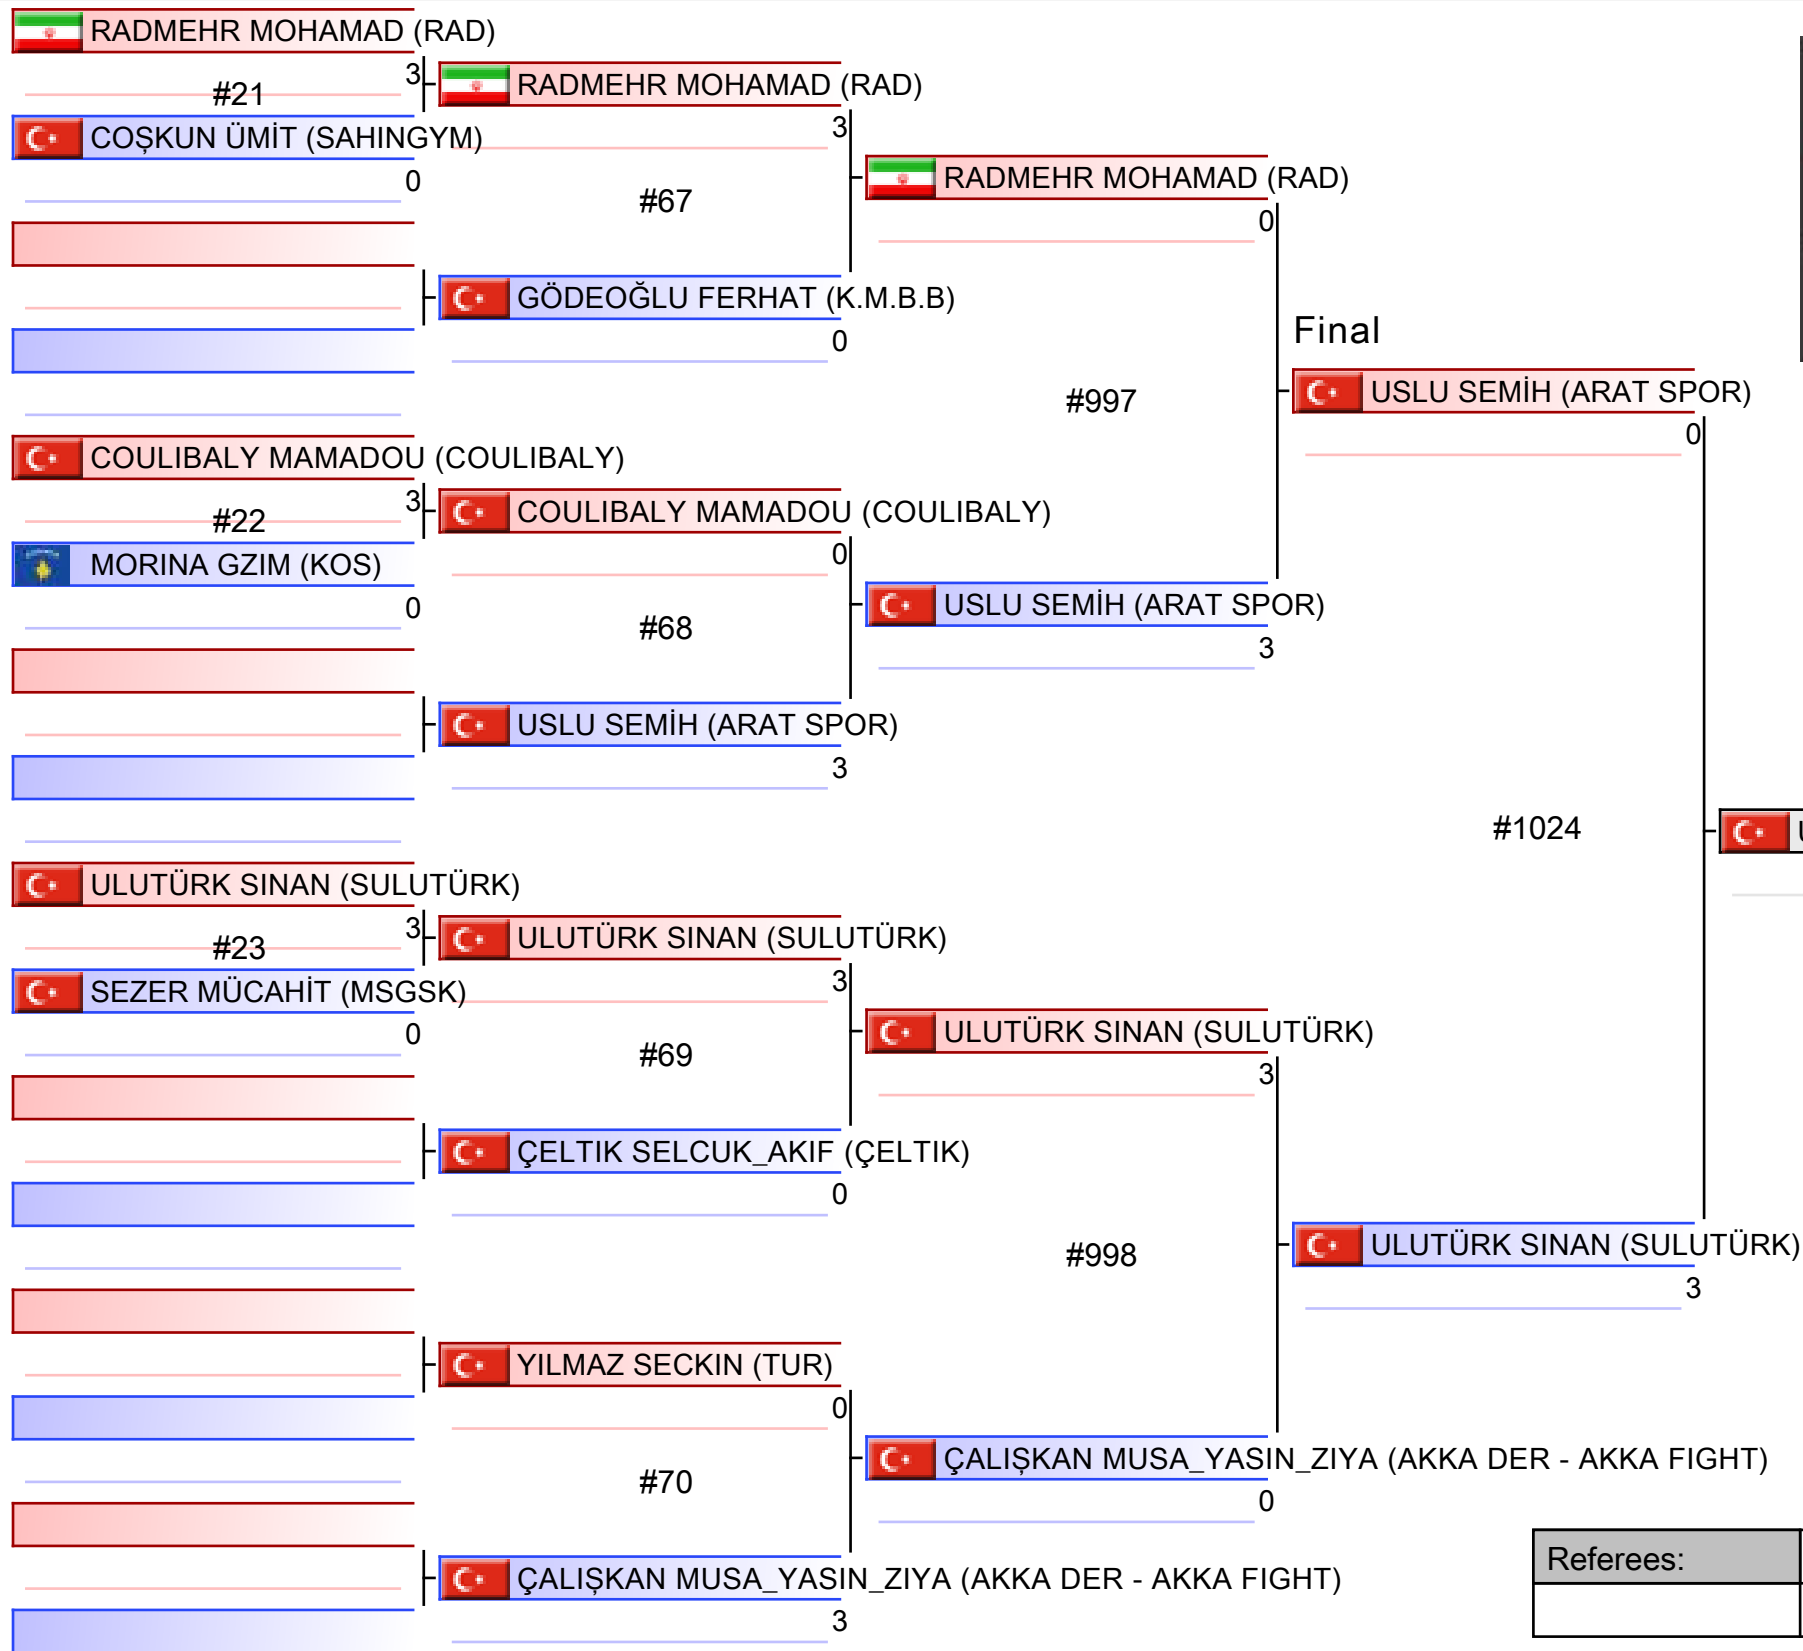 RADMEHR MOHAMAD (RAD)
3
#21
RADMEHR MOHAMAD (RAD)
3
COŞKUN ÜMİT (SAHINGYM)
0
#67
RADMEHR MOHAMAD (RAD)
0
GÖDEOĞLU FERHAT (K.M.B.B)
0
#997
Final
USLU SEMİH (ARAT SPOR)
0
COULIBALY MAMADOU (COULIBALY)
3
#22
COULIBALY MAMADOU (COULIBALY)
0
MORINA GZIM (KOS)
0
#68
USLU SEMİH (ARAT SPOR)
3
USLU SEMİH (ARAT SPOR)
3
#1024
ULUTÜRK SINAN (SULUTÜRK)
3
#23
ULUTÜRK SINAN (SULUTÜRK)
3
SEZER MÜCAHİT (MSGSK)
0
#69
ULUTÜRK SINAN (SULUTÜRK)
3
ÇELTIK SELCUK_AKIF (ÇELTIK)
0
#998
ULUTÜRK SINAN (SULUTÜRK)
3
YILMAZ SECKIN (TUR)
0
#70
ÇALIŞKAN MUSA_YASIN_ZIYA (AKKA DER - AKKA FIGHT)
0
ÇALIŞKAN MUSA_YASIN_ZIYA (AKKA DER - AKKA FIGHT)
3
Referees: